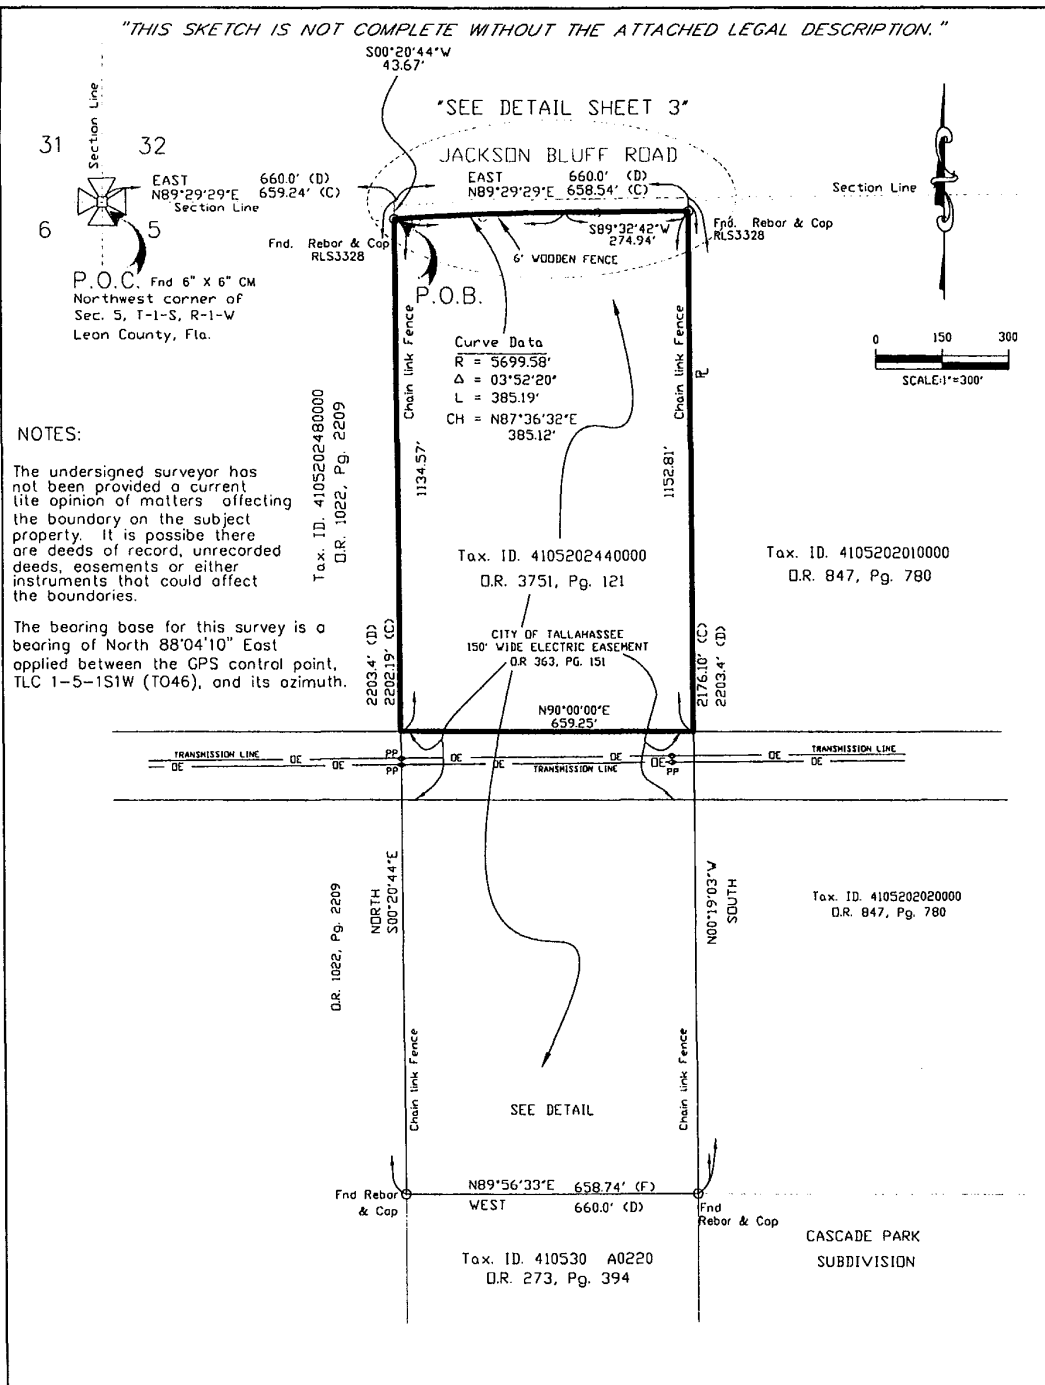 "THIS SKETCH IS NOT COMPLETE WITHOUT THE ATTACHED LEGAL DESCRIPTION."
S00°20'44"W
43.67'
"SEE DETAIL SHEET 3"
Section Line
31
32
6
5
EAST 660.0' (D)
N89°29'29"E 659.24' (C)
Section Line
JACKSON BLUFF ROAD
EAST 660.0' (D)
N89°29'29"E 658.54' (C)
Section Line
Fnd. Rebor & Cap
RLS3328
S89°32'42"W
274.94'
6' WOODEN FENCE
Fnd. Rebor & Cap
RLS3328
P.O.C. Fnd 6" X 6" CM
Northwest corner of
Sec. 5, T-1-S, R-1-W
Leon County, Fla.
P.O.B.
Chain link Fence
Chain link Fence
PL
Curve Data
R = 5699.58'
Δ = 03°52'20"
L = 385.19'
CH = N87°36'32"E
385.12'
0 150 300
SCALE:1"=300'
NOTES:
The undersigned surveyor has
not been provided a current
tite opinion of matters affecting
the boundary on the subject
property. It is possibe there
are deeds of record, unrecorded
deeds, easements or either
instruments that could affect
the boundaries.
The bearing base for this survey is a
bearing of North 88°04'10" East
applied between the GPS control point,
TLC 1-5-1S1W (TO46), and its azimuth.
Tax. ID. 4105202480000
O.R. 1022, Pg. 2209
1134.57'
1152.81'
Tax. ID. 4105202440000
O.R. 3751, Pg. 121
Tax. ID. 4105202010000
O.R. 847, Pg. 780
CITY OF TALLAHASSEE
150' WIDE ELECTRIC EASEMENT
OR 363, PG. 151
2203.4' (D)
2202.19' (C)
2176.10' (C)
2203.4' (D)
N90°00'00"E
659.25'
TRANSMISSION LINE OE PP OE OE OE TRANSMISSION LINE
OE OE PP OE TRANSMISSION LINE PP OE OE
O.R. 1022, Pg. 2209
NORTH
S00°20'44"E
N00°19'03"W
SOUTH
Tax. ID. 4105202020000
O.R. 847, Pg. 780
Chain link Fence
Chain link Fence
SEE DETAIL
Fnd Rebor
& Cap
N89°56'33"E 658.74' (F)
WEST 660.0' (D)
Fnd
Rebor & Cap
CASCADE PARK
SUBDIVISION
Tax. ID. 410530 A0220
O.R. 273, Pg. 394